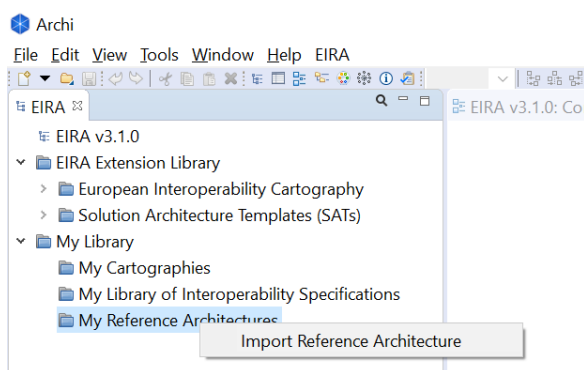 Archi
File Edit View Tools Window Help EIRA
EIRA
EIRA v3.1.0: Co
EIRA v3.1.0
EIRA Extension Library
European Interoperability Cartography
Solution Architecture Templates (SATs)
My Library
My Cartographies
My Library of Interoperability Specifications
My Reference Architectures
Import Reference Architecture